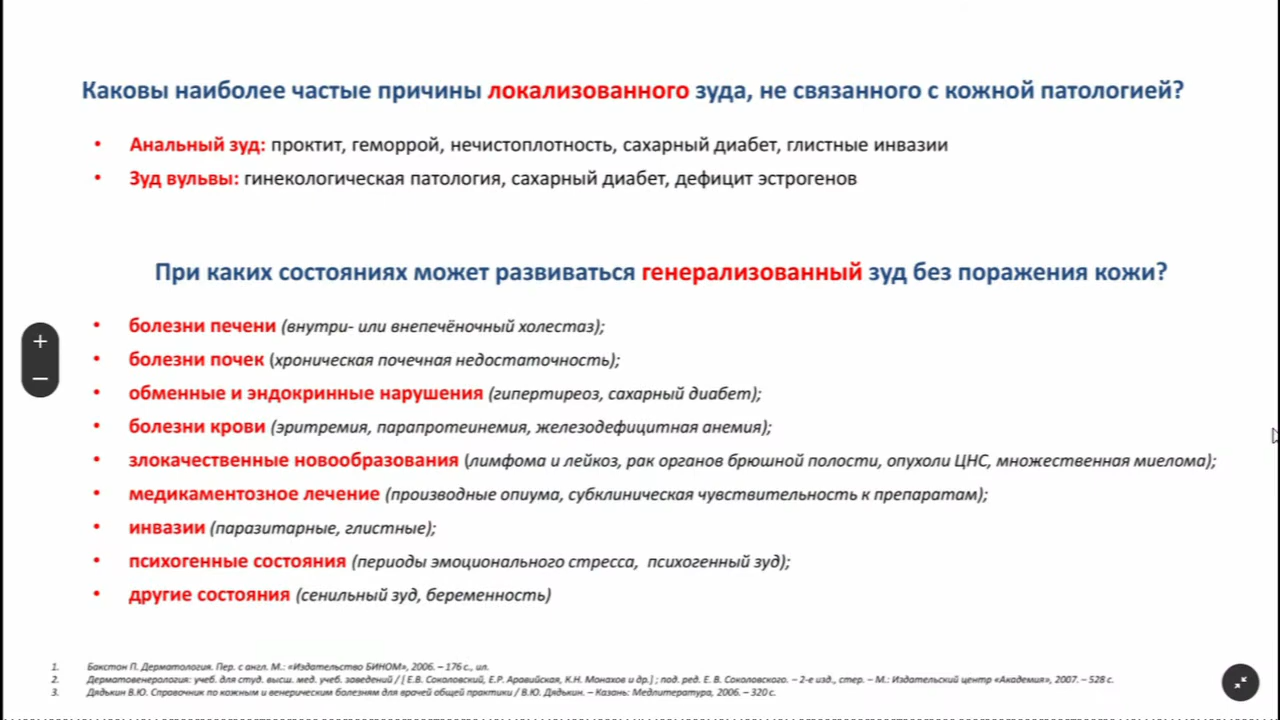 Каковы наиболее частые причины локализованного зуда, не связанного с кожной патологией?
• Анальный зуд: проктит, геморрой, нечистоплотность, сахарный диабет, глистные инвазии
• Зуд вульвы: гинекологическая патология, сахарный диабет, дефицит эстрогенов
При каких состояниях может развиваться генерализованный зуд без поражения кожи?
• болезни печени (внутри- или внепечёночный холестаз);
• болезни почек (хроническая почечная недостаточность);
• обменные и эндокринные нарушения (гипертиреоз, сахарный диабет);
• болезни крови (эритремия, парапротеинемия, железодефицитная анемия);
• злокачественные новообразования (лимфома и лейкоз, рак органов брюшной полости, опухоли ЦНС, множественная миелома);
• медикаментозное лечение (производные опиума, субклиническая чувствительность к препаратам);
• инвазии (паразитарные, глистные);
• психогенные состояния (периоды эмоционального стресса, психогенный зуд);
• другие состояния (сенильный зуд, беременность)
1. Бакстон П. Дерматология. Пер. с англ. М.: «Издательство БИНОМ», 2006. – 176 с., ил.
2. Дерматовенерология: учеб. для студ. высш. мед. учеб. заведений / [ Е.В. Соколовский, Е.Р. Аравийская, К.Н. Монахов и др.] ; под. ред. Е. В. Соколовского. – 2-е изд., стер. – М.: Издательский центр «Академия», 2007. – 528 с.
3. Дядькин В.Ю. Справочник по кожным и венерическим болезням для врачей общей практики / В.Ю. Дядькин. – Казань: Медлитература, 2006. – 320 с.